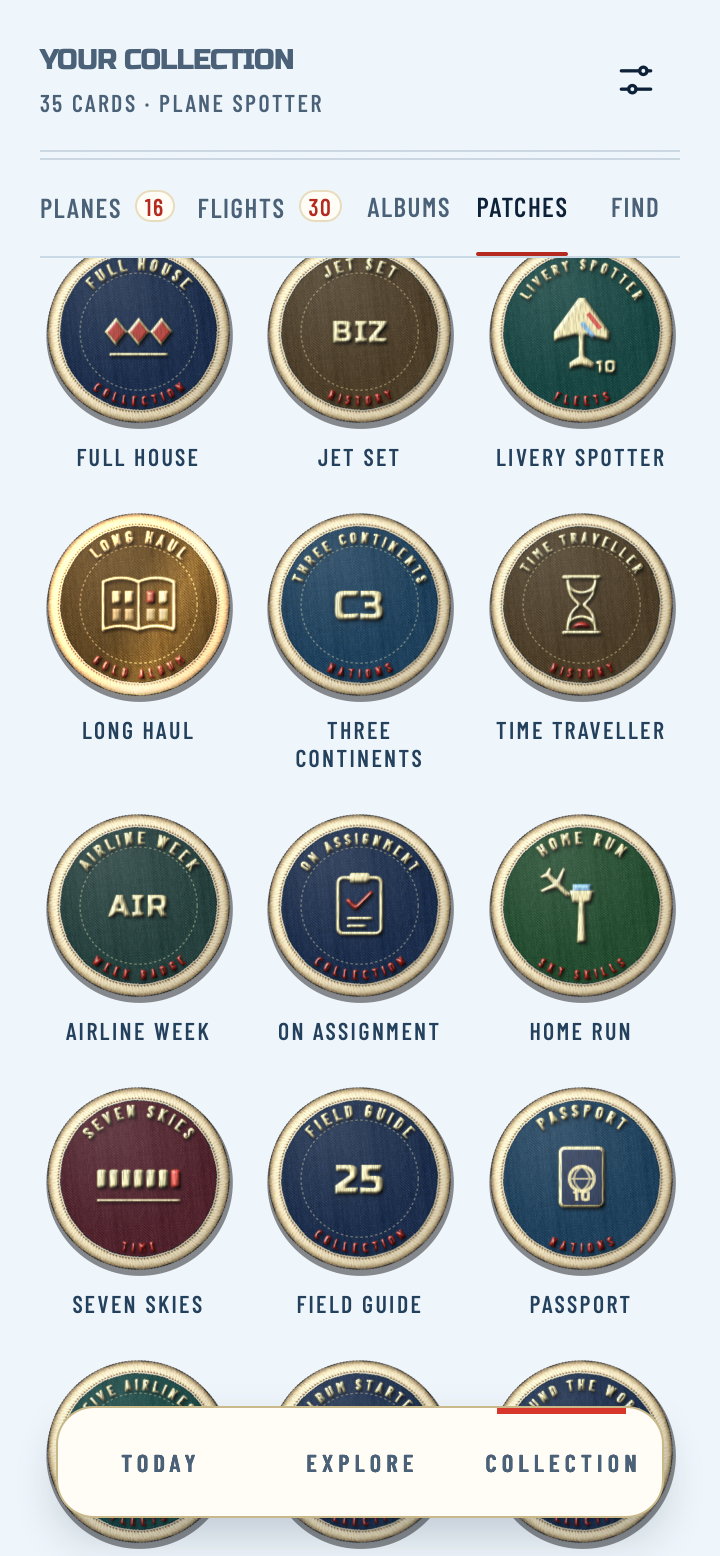 YOUR COLLECTION
35 CARDS · PLANE SPOTTER
PLANES 16 FLIGHTS 30 ALBUMS PATCHES FIND
FULL HOUSE
COLLECTION
FULL HOUSE
JET SET
BIZ
HISTORY
JET SET
LIVERY SPOTTER
10
FLEETS
LIVERY SPOTTER
LONG HAUL
GOLD ALBUM
LONG HAUL
THREE CONTINENTS
C3
NATIONS
THREE
CONTINENTS
TIME TRAVELLER
HISTORY
TIME TRAVELLER
AIRLINE WEEK
AIR
WEEK BADGE
AIRLINE WEEK
ON ASSIGNMENT
COLLECTION
ON ASSIGNMENT
HOME RUN
DAY SKILLS
HOME RUN
SEVEN SKIES
TIME
SEVEN SKIES
FIELD GUIDE
25
COLLECTION
FIELD GUIDE
PASSPORT
10
NATIONS
PASSPORT
TODAY EXPLORE COLLECTION